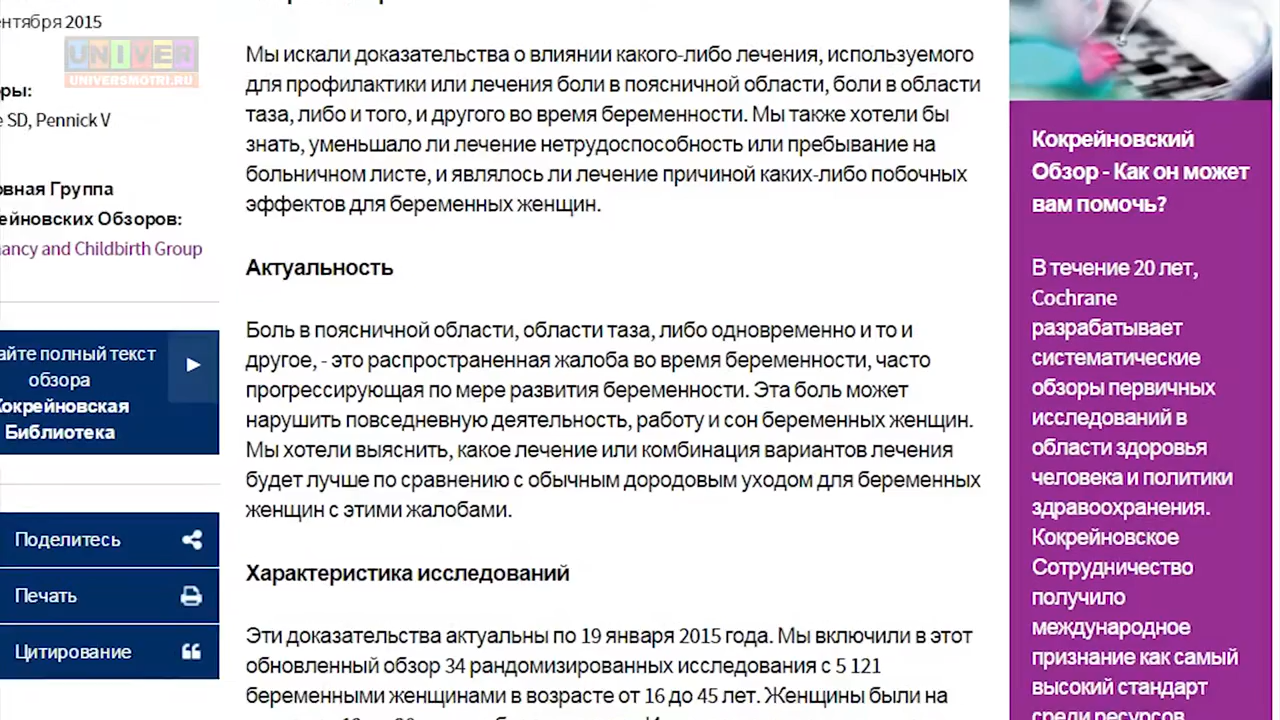 ентября 2015
UNIVER
UNIVERSMOTRI.RU
ры:
e SD, Pennick V
вная Группа
ейновских Обзоров:
ancy and Childbirth Group
айте полный текст
обзора
Кокрейновская
Библиотека
Поделитесь
Печать
Цитирование
Мы искали доказательства о влиянии какого-либо лечения, используемого
для профилактики или лечения боли в поясничной области, боли в области
таза, либо и того, и другого во время беременности. Мы также хотели бы
знать, уменьшало ли лечение нетрудоспособность или пребывание на
больничном листе, и являлось ли лечение причиной каких-либо побочных
эффектов для беременных женщин.
Актуальность
Боль в поясничной области, области таза, либо одновременно и то и
другое, - это распространенная жалоба во время беременности, часто
прогрессирующая по мере развития беременности. Эта боль может
нарушить повседневную деятельность, работу и сон беременных женщин.
Мы хотели выяснить, какое лечение или комбинация вариантов лечения
будет лучше по сравнению с обычным дородовым уходом для беременных
женщин с этими жалобами.
Характеристика исследований
Эти доказательства актуальны по 19 января 2015 года. Мы включили в этот
обновленный обзор 34 рандомизированных исследования с 5 121
беременными женщинами в возрасте от 16 до 45 лет. Женщины были на
Кокрейновский
Обзор - Как он может
вам помочь?
В течение 20 лет,
Cochrane
разрабатывает
систематические
обзоры первичных
исследований в
области здоровья
человека и политики
здравоохранения.
Кокрейновское
Сотрудничество
получило
международное
признание как самый
высокий стандарт
среди ресурсов,